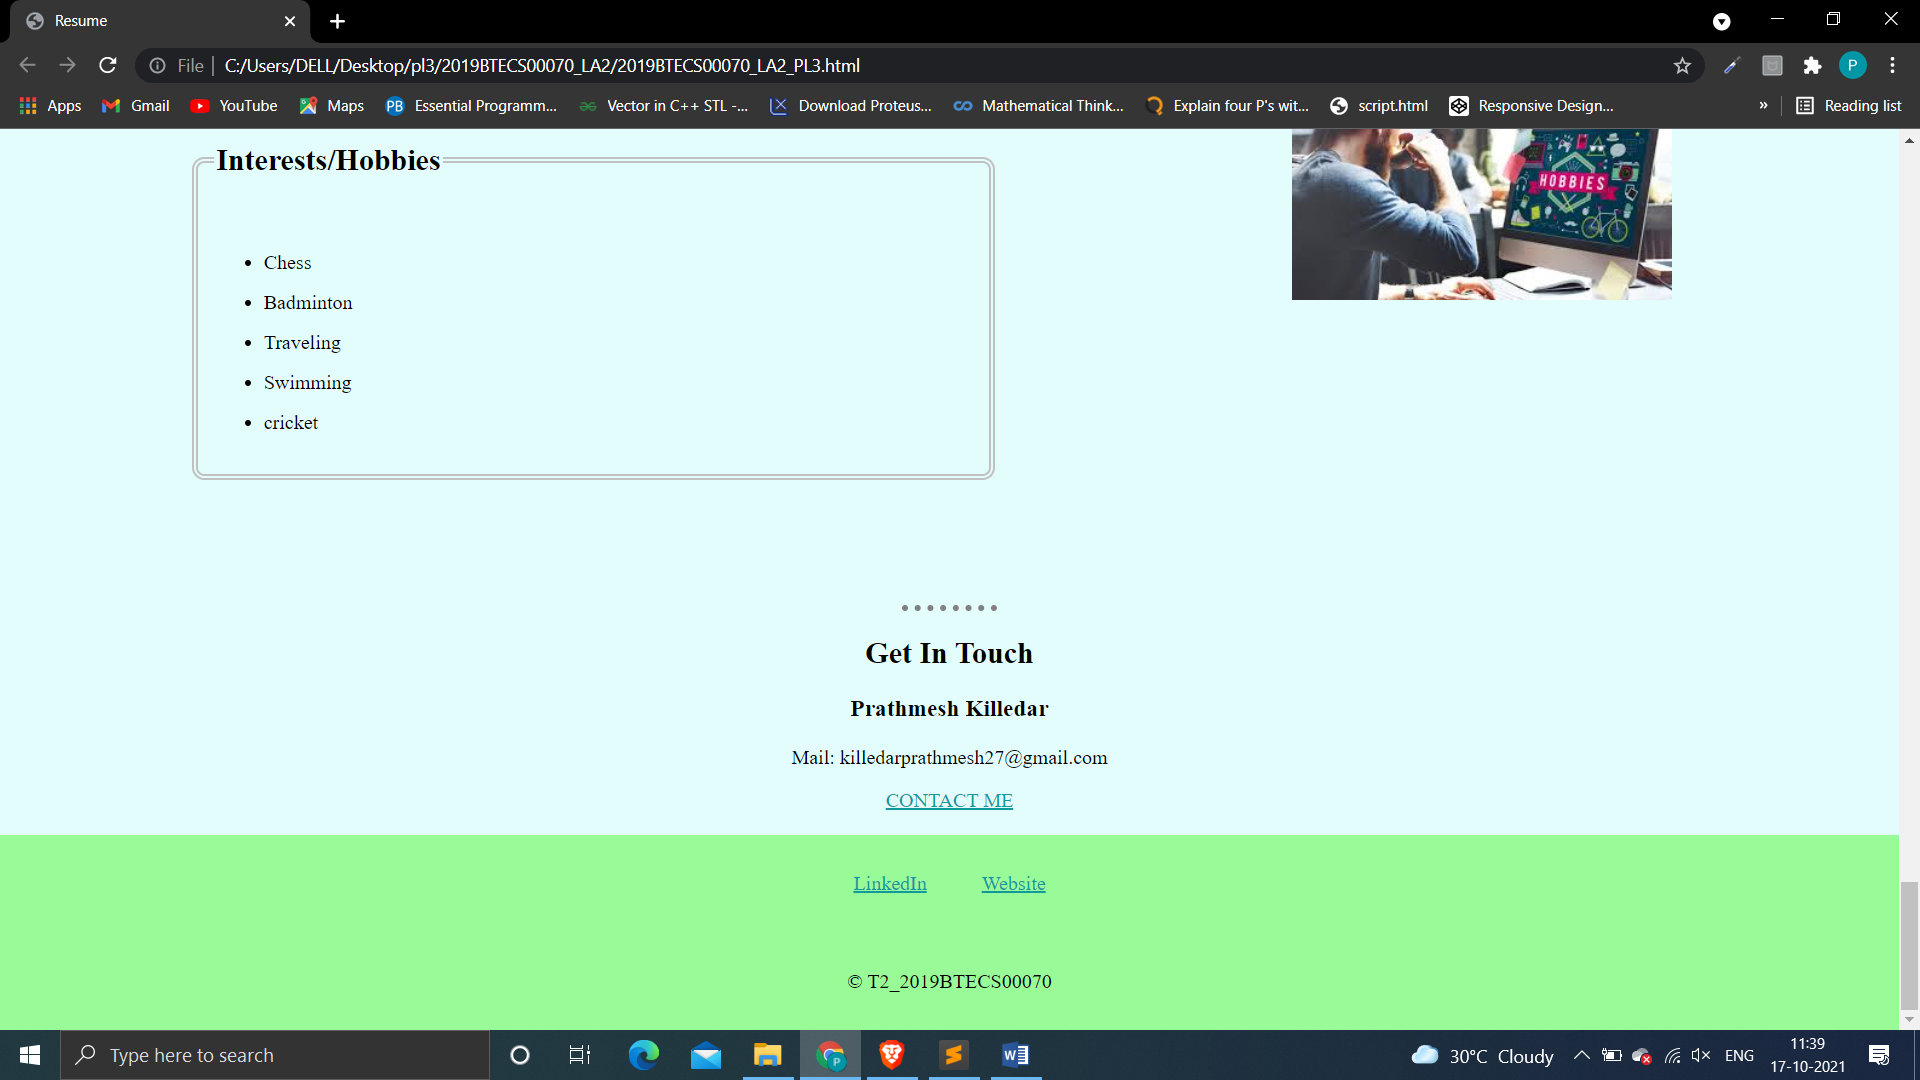 Resume
File
C:/Users/DELL/Desktop/pl3/2019BTECS00070_LA2/2019BTECS00070_LA2_PL3.html
P
Apps
Gmail
YouTube
Maps
PB Essential Programm...
Vector in C++ STL -...
Download Proteus...
Mathematical Think...
Explain four P's wit...
script.html
Responsive Design...
»
Reading list
Interests/Hobbies
HOBBIES
• Chess
• Badminton
• Traveling
• Swimming
• cricket
Get In Touch
Prathmesh Killedar
Mail: killedarprathmesh27@gmail.com
CONTACT ME
LinkedIn Website
© T2_2019BTECS00070
Type here to search
P
W
30°C Cloudy
ENG
11:39
17-10-2021